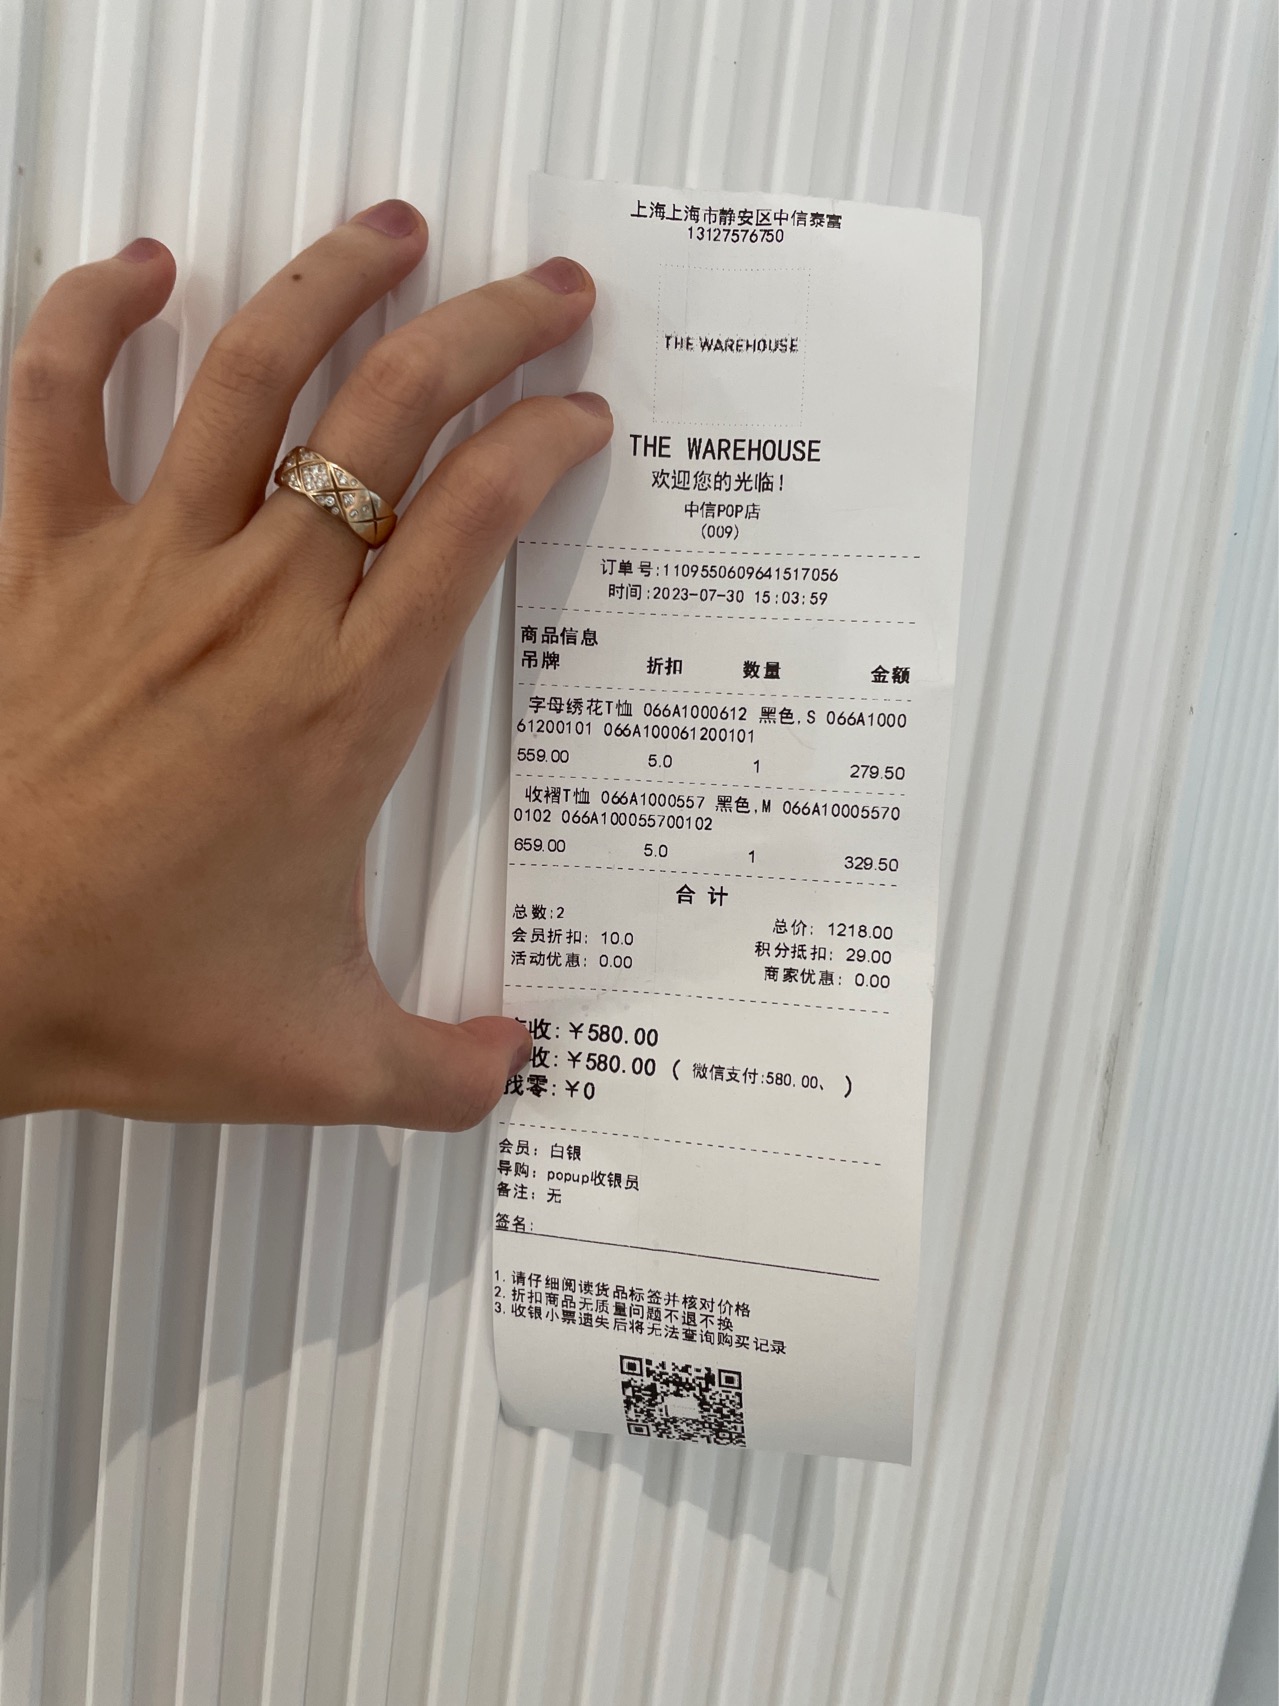 上海上海市静安区中信泰富
13127576750
THE WAREHOUSE
THE WAREHOUSE
欢迎您的光临!
中信POP店
(009)
订单号:1109550609641517056
时间:2023-07-30 15:03:59
商品信息
吊牌 折扣 数量 金额
字母绣花T恤 066A1000612 黑色,S 066A1000
61200101 066A100061200101
559.00 5.0 1 279.50
收褶T恤 066A1000557 黑色,M 066A10005570
0102 066A100055700102
659.00 5.0 1 329.50
合计
总数:2 总价: 1218.00
会员折扣: 10.0 积分抵扣: 29.00
活动优惠: 0.00 商家优惠: 0.00
收:￥580.00
收:￥580.00 ( 微信支付:580.00、 )
找零:￥0
会员: 白银
导购: popup收银员
备注: 无
签名:
1. 请仔细阅读货品标签并核对价格
2. 折扣商品无质量问题不退不换
3. 收银小票遗失后将无法查询购买记录